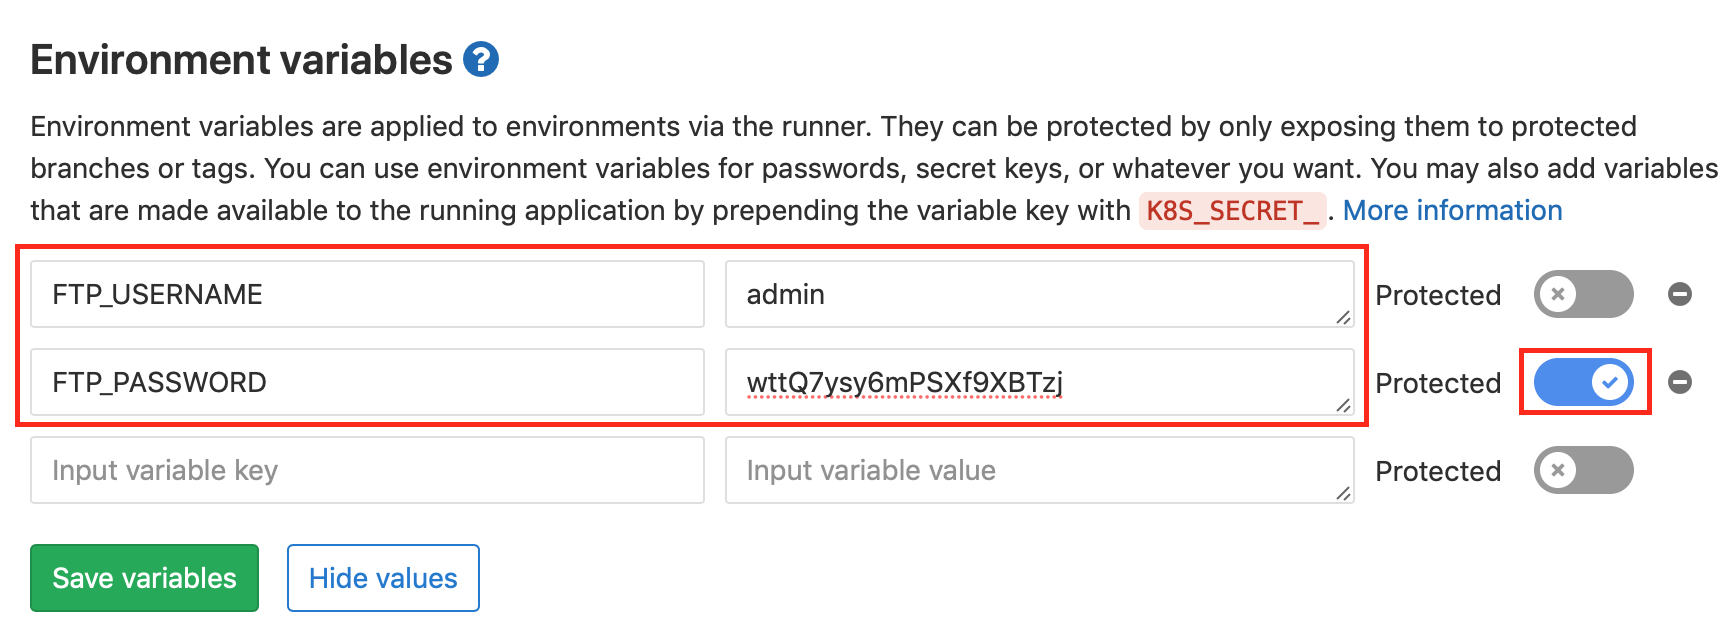 Environment variables ?
Environment variables are applied to environments via the runner. They can be protected by only exposing them to protected
branches or tags. You can use environment variables for passwords, secret keys, or whatever you want. You may also add variables
that are made available to the running application by prepending the variable key with K8S_SECRET_ . More information
FTP_USERNAME admin Protected
FTP_PASSWORD wttQ7ysy6mPSXf9XBTzj Protected
Input variable key Input variable value Protected
Save variables Hide values